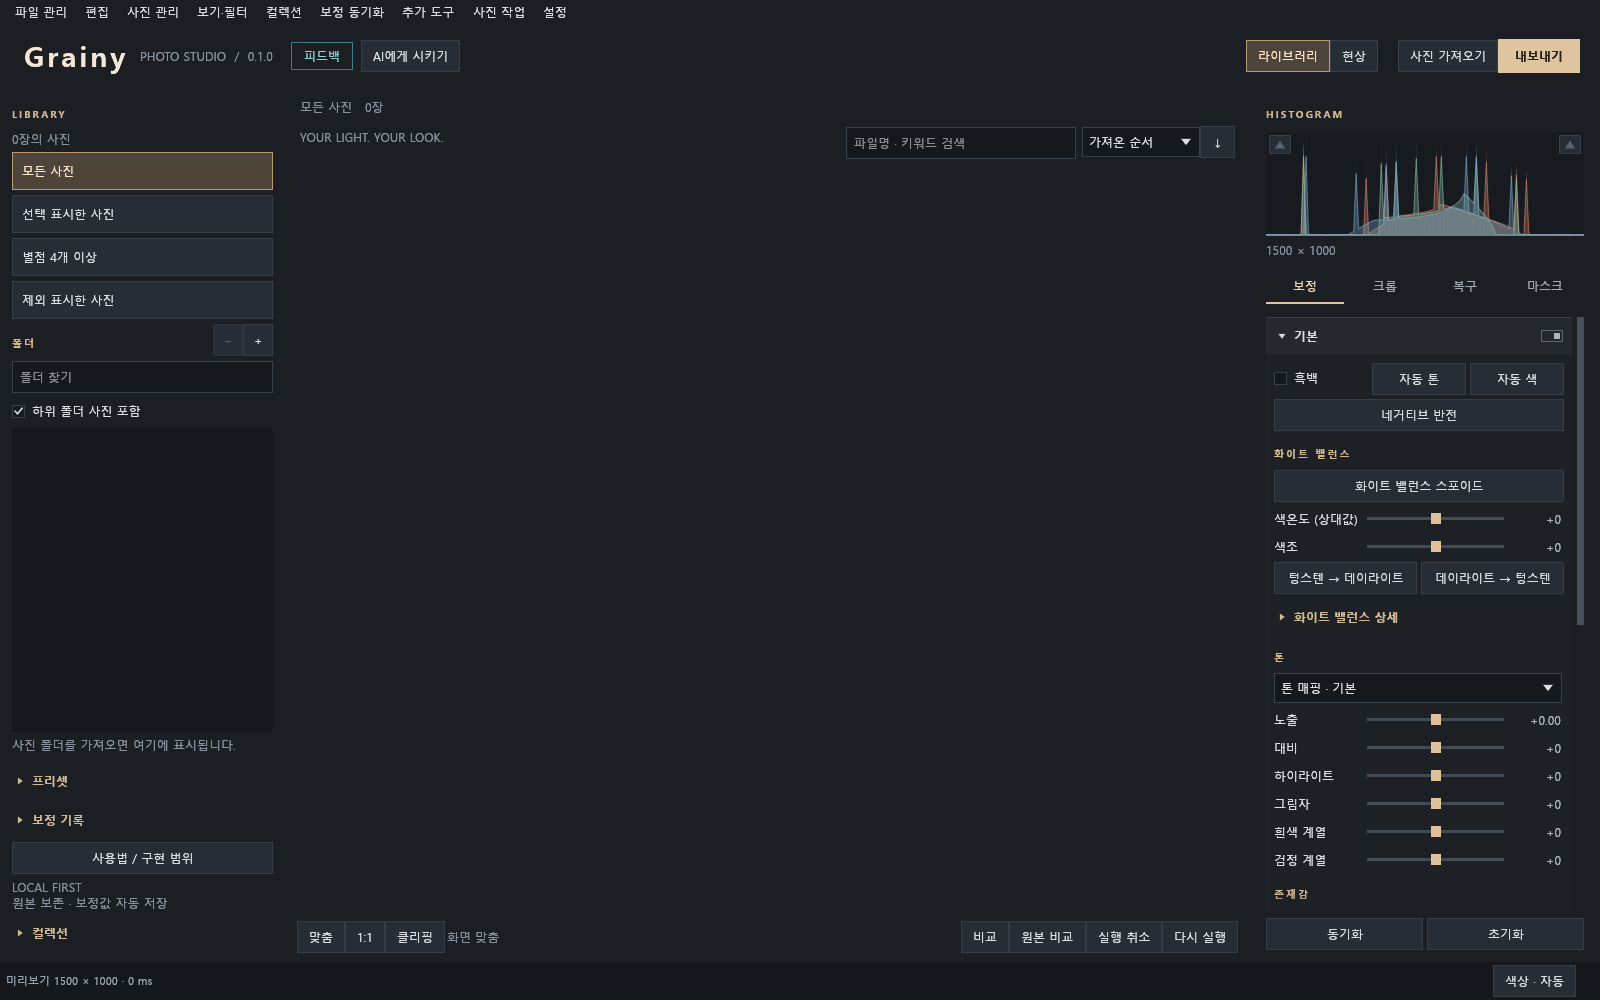 파일 관리 편집 사진 관리 보기·필터 컬렉션 보정 동기화 추가 도구 사진 작업 설정
Grainy PHOTO STUDIO / 0.1.0 피드백 AI에게 시키기 라이브러리 현상 사진 가져오기 내보내기
LIBRARY
0장의 사진
모든 사진
선택 표시한 사진
별점 4개 이상
제외 표시한 사진
폴더 − +
폴더 찾기
하위 폴더 사진 포함
사진 폴더를 가져오면 여기에 표시됩니다.
프리셋
보정 기록
사용법 / 구현 범위
LOCAL FIRST
원본 보존 · 보정값 자동 저장
컬렉션
모든 사진 0장
YOUR LIGHT. YOUR LOOK.
파일명 · 키워드 검색 가져온 순서 ↓
맞춤 1:1 클리핑 화면 맞춤 비교 원본 비교 실행 취소 다시 실행
HISTOGRAM
1500 × 1000
보정 크롭 복구 마스크
기본
흑백 자동 톤 자동 색
네거티브 반전
화이트 밸런스
화이트 밸런스 스포이드
색온도 (상대값) +0
색조 +0
텅스텐 → 데이라이트 데이라이트 → 텅스텐
화이트 밸런스 상세
톤
톤 매핑 · 기본
노출 +0.00
대비 +0
하이라이트 +0
그림자 +0
흰색 계열 +0
검정 계열 +0
존재감
동기화 초기화
미리보기 1500 × 1000 · 0 ms 색상 · 자동